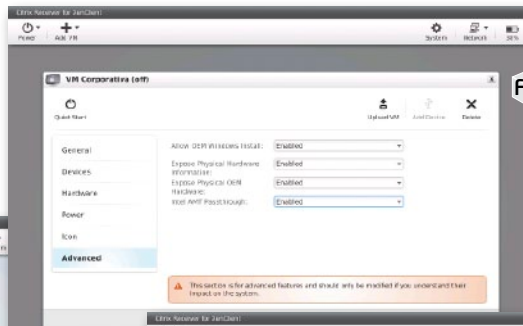 Citrix Receiver for XenClient
Power
Add VM
System
Network
VM Corporativa (off)
Quick Start
Upload VM
Add Device
Delete
General
Devices
Hardware
Power
Icon
Advanced
Allow OEM Windows Install: Enabled
Expose Physical Hardware
Information: Enabled
Expose Physical OEM
Hardware: Enabled
Intel AMT Passthrough: Enabled
This section is for advanced features and should only be modified if you understand their
impact on the system.
Citrix Receiver for XenClient